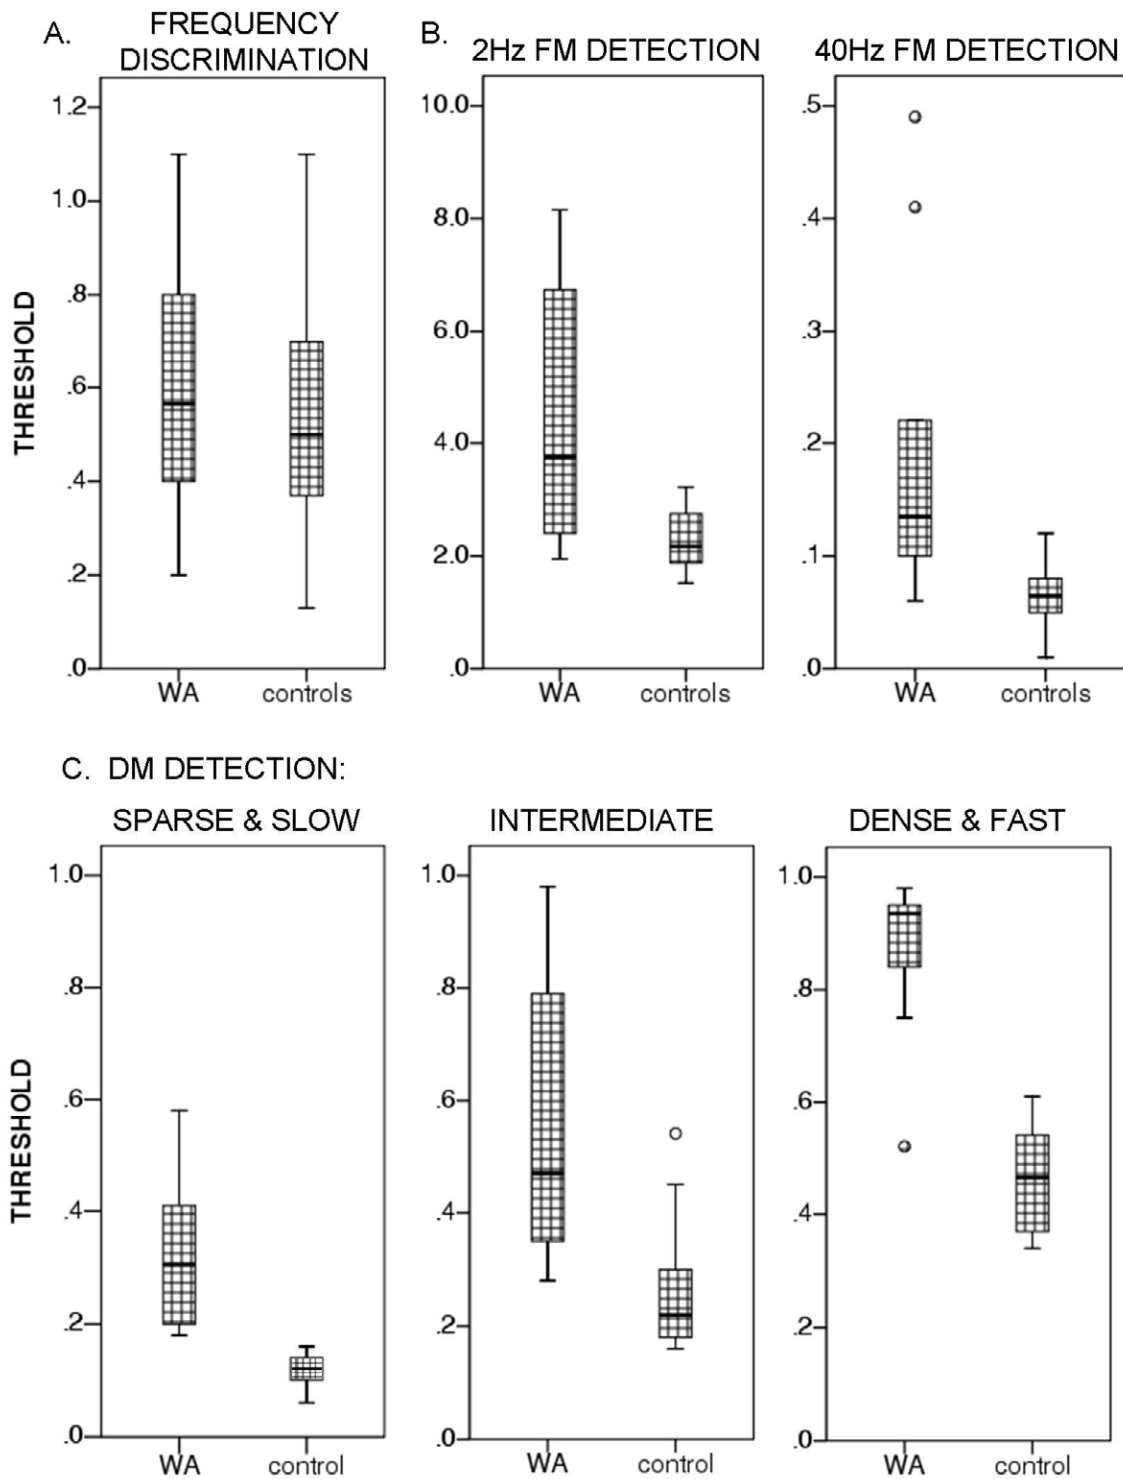 A.
FREQUENCY
DISCRIMINATION
1.2
1.0
.8
.6
.4
.2
.0
THRESHOLD
WA controls
B.
2Hz FM DETECTION
10.0
8.0
6.0
4.0
2.0
.0
WA controls
40Hz FM DETECTION
.5
.4
.3
.2
.1
.0
WA controls
C. DM DETECTION:
SPARSE & SLOW
1.0
.8
.6
.4
.2
.0
THRESHOLD
WA control
INTERMEDIATE
1.0
.8
.6
.4
.2
.0
WA control
DENSE & FAST
1.0
.8
.6
.4
.2
.0
WA control